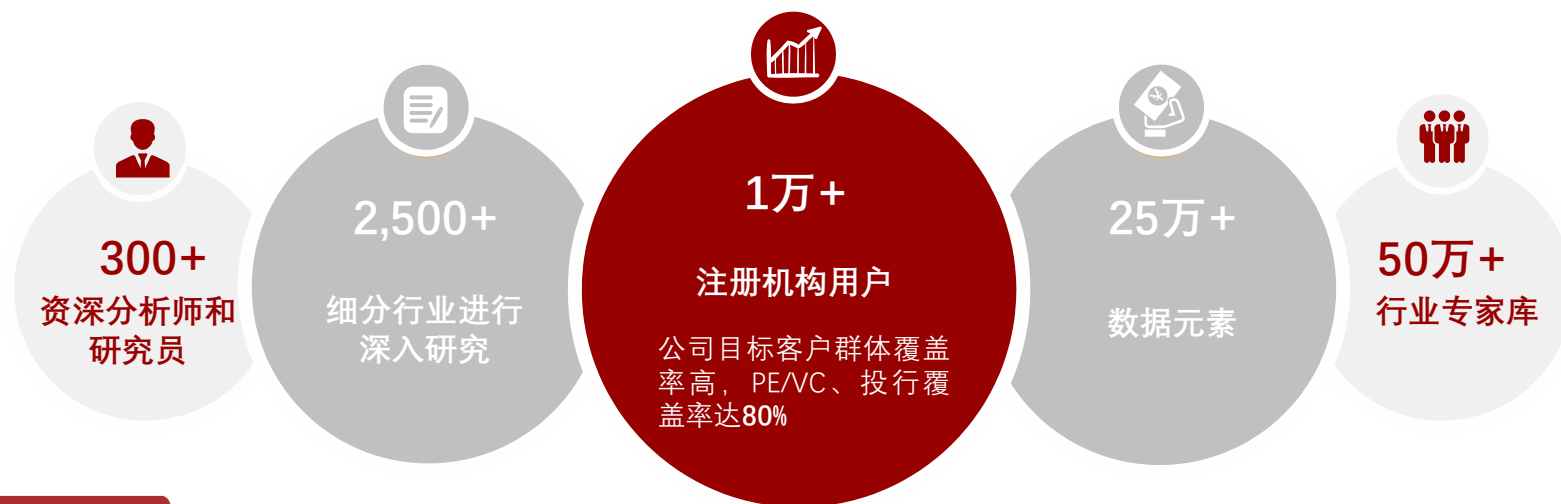 300+
资深分析师和
研究员
2,500+
细分行业进行
深入研究
1万+
注册机构用户
公司目标客户群体覆盖
率高，PE/VC、投行覆
盖率达80%
25万+
数据元素
50万+
行业专家库